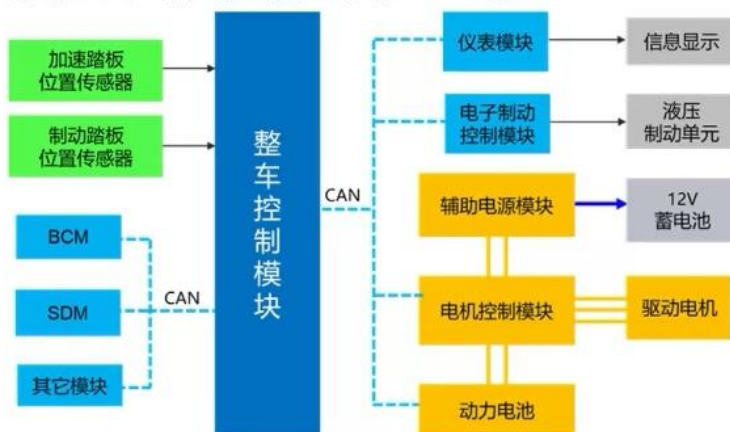 加速踏板
位置传感器
制动踏板
位置传感器
BCM
SDM
其它模块
CAN
整车控制模块
CAN
仪表模块
信息显示
电子制动
控制模块
液压
制动单元
辅助电源模块
12V
蓄电池
电机控制模块
驱动电机
动力电池